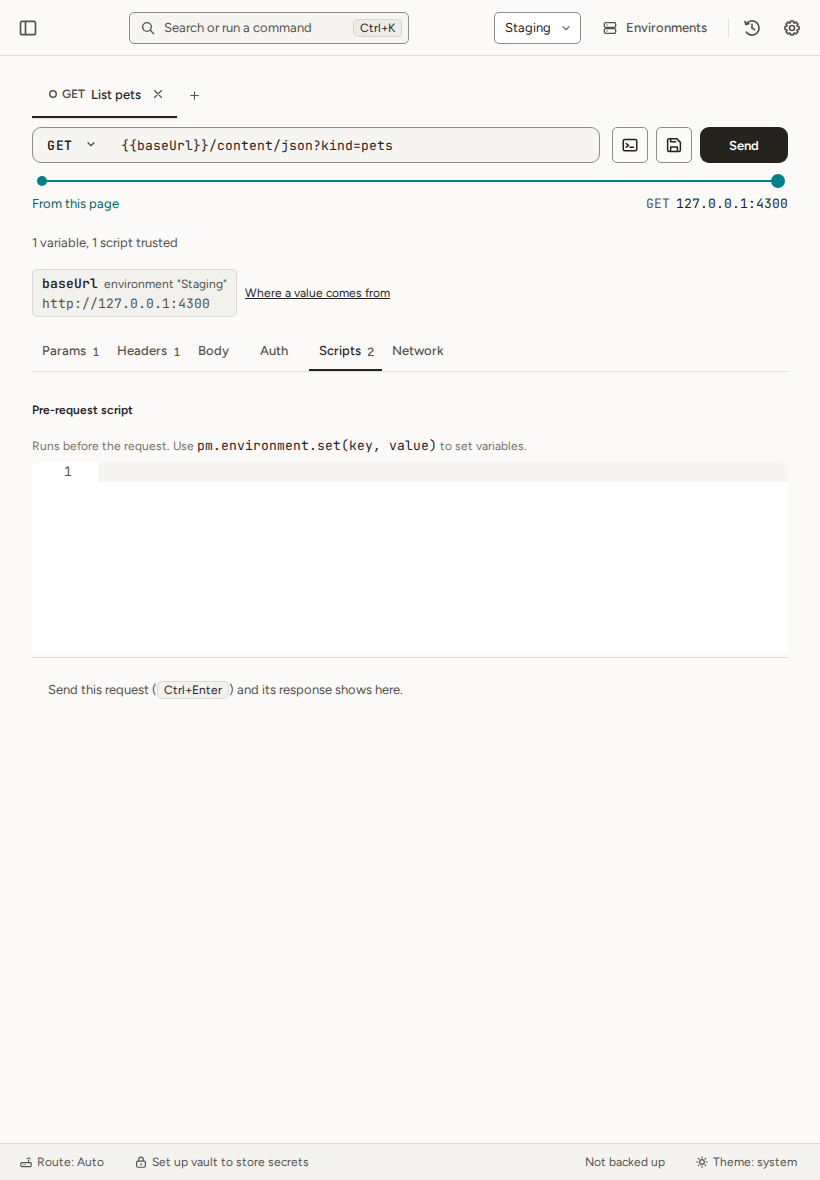 Search or run a command Ctrl+K Staging Environments
GET List pets
GET {{baseUrl}}/content/json?kind=pets Send
From this page GET 127.0.0.1:4300
1 variable, 1 script trusted
baseUrl environment "Staging"
http://127.0.0.1:4300
Where a value comes from
Params 1 Headers 1 Body Auth Scripts 2 Network
Pre-request script
Runs before the request. Use pm.environment.set(key, value) to set variables.
1
Send this request (Ctrl+Enter) and its response shows here.
Route: Auto Set up vault to store secrets Not backed up Theme: system